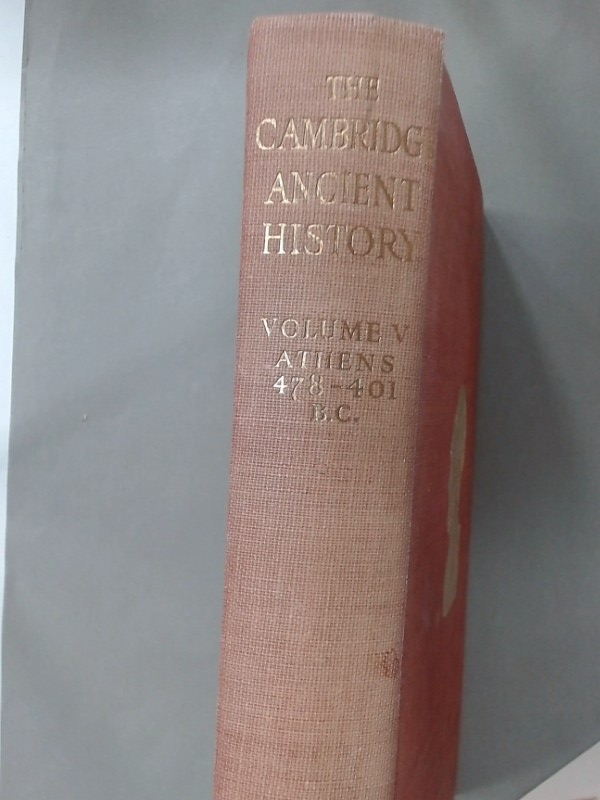 THE
CAMBRIDGE
ANCIENT
HISTORY
VOLUME V
ATHENS
478-401
B.C.